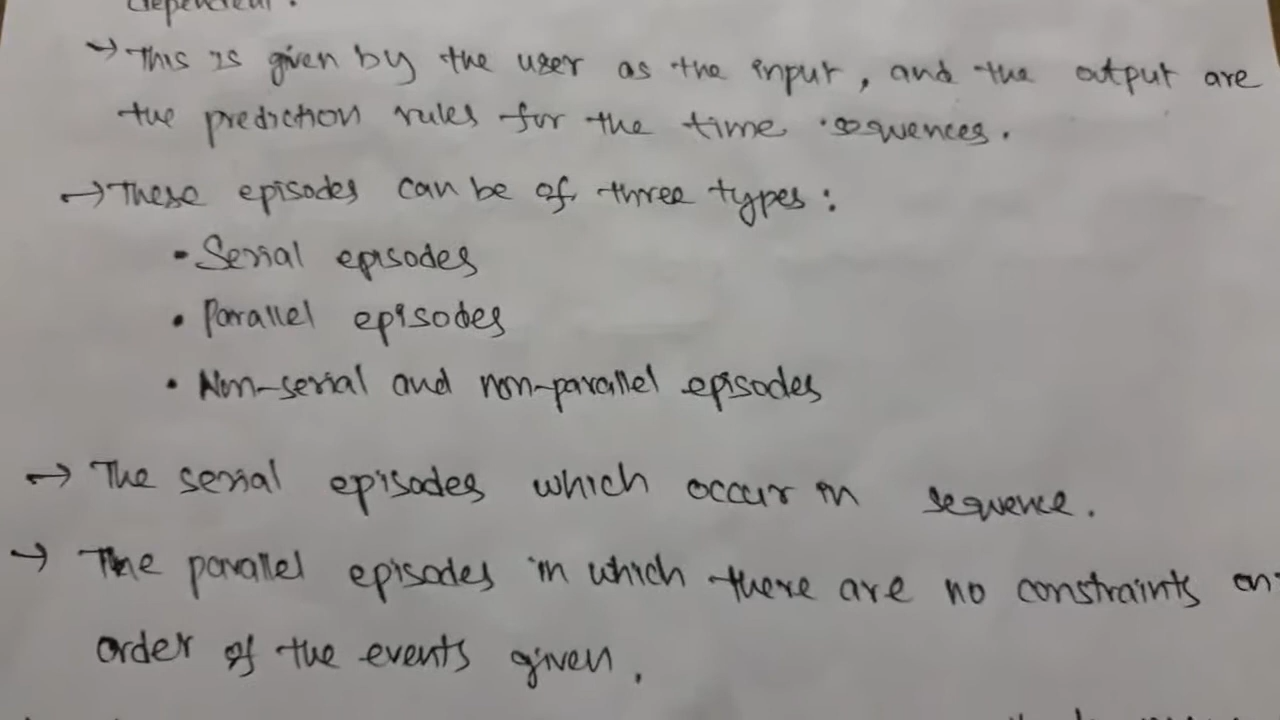 dependent.
→ This is given by the user as the input, and the output are
the prediction rules for the time sequences.
→ These episodes can be of three types:
• Serial episodes
• Parallel episodes
• Non-serial and non-parallel episodes
→ The serial episodes which occur in sequence.
→ The parallel episodes in which there are no constraints on
order of the events given.